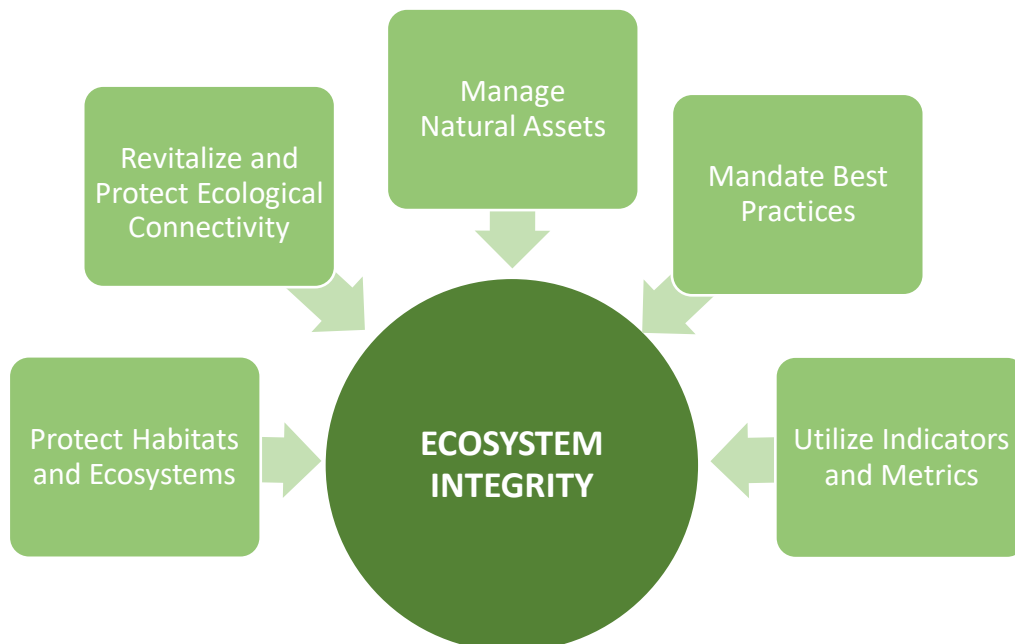 Manage
Natural Assets
Revitalize and
Protect Ecological
Connectivity
Mandate Best
Practices
Protect Habitats
and Ecosystems
ECOSYSTEM
INTEGRITY
Utilize Indicators
and Metrics